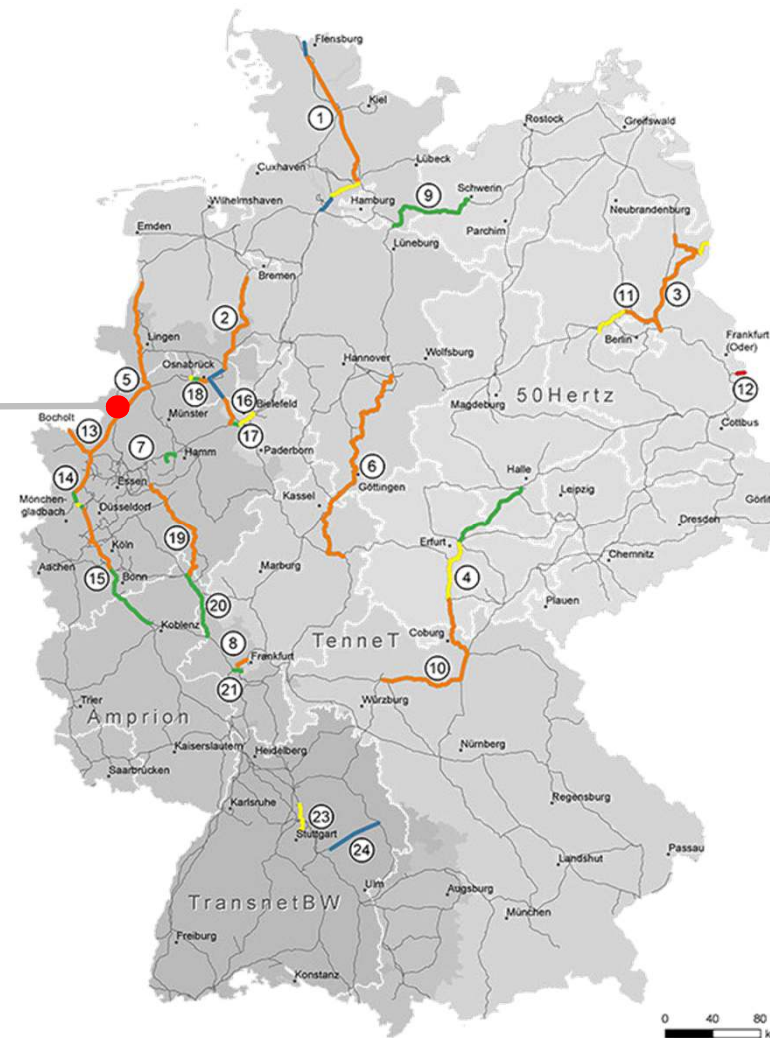 Flensburg
Kiel
1
Rostock
Greifswald
Cuxhaven
Lübeck
Wilhelmshaven
Hamburg
9
Schwerin
Neubrandenburg
Parchim
Emden
Lüneburg
Bremen
2
11
3
Lingen
Berlin
Frankfurt
(Oder)
Hannover
Wolfsburg
Osnabrück
5
18
16
Bielefeld
50Hertz
12
Magdeburg
Bocholt
13
Münster
17
Cottbus
7
Hamm
Paderborn
14
Essen
6
Göttingen
Halle
Leipzig
Mönchen-
gladbach
Düsseldorf
Kassel
Görli
Dresden
19
Köln
Erfurt
Chemnitz
Aachen
15
Bonn
Marburg
4
20
Plauen
Koblenz
8
Coburg
TenneT
Frankfurt
10
21
Trier
Würzburg
Amprion
Kaiserslautern
Heidelberg
Nürnberg
Saarbrücken
Karlsruhe
23
Regensburg
Stuttgart
24
Passau
Landshut
Ulm
Augsburg
TransnetBW
München
Freiburg
Konstanz
0 40 80
k